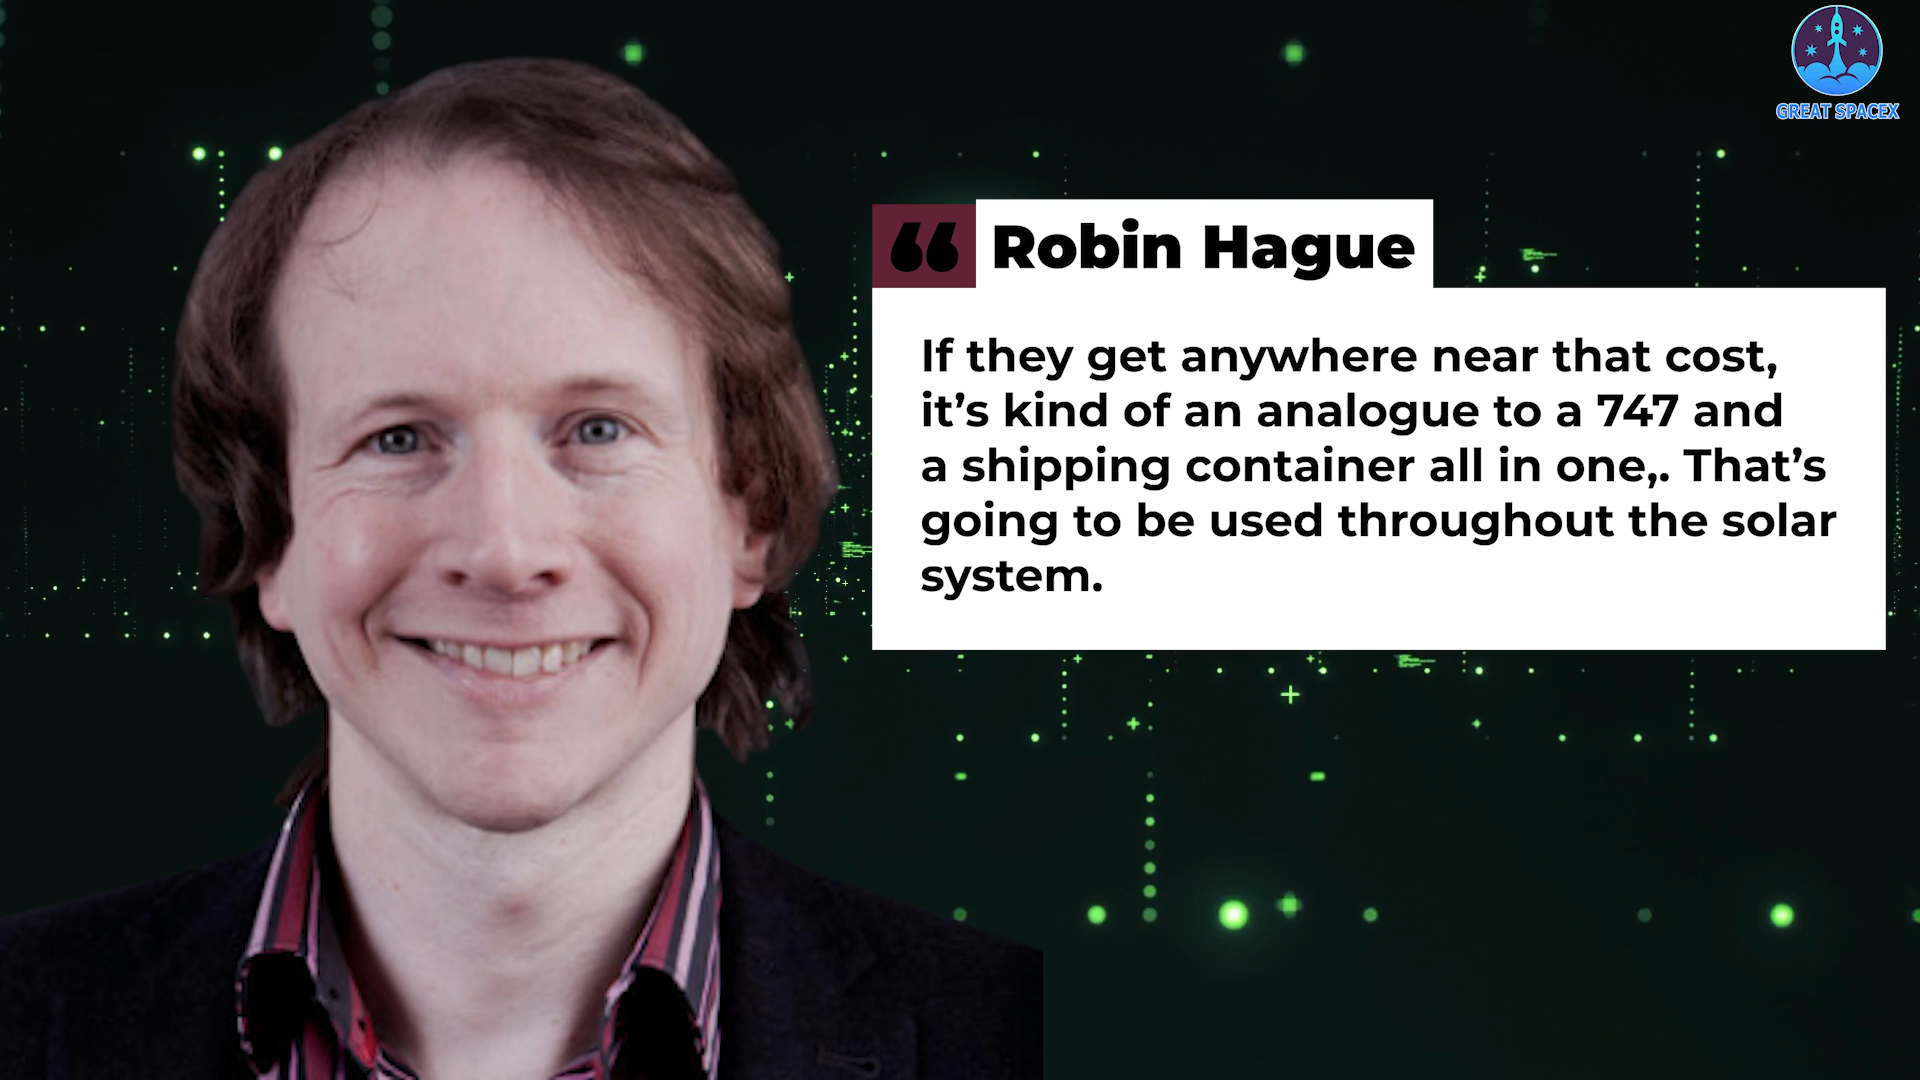 GREAT SPACEX
“ Robin Hague
If they get anywhere near that cost,
it’s kind of an analogue to a 747 and
a shipping container all in one,. That’s
going to be used throughout the solar
system.